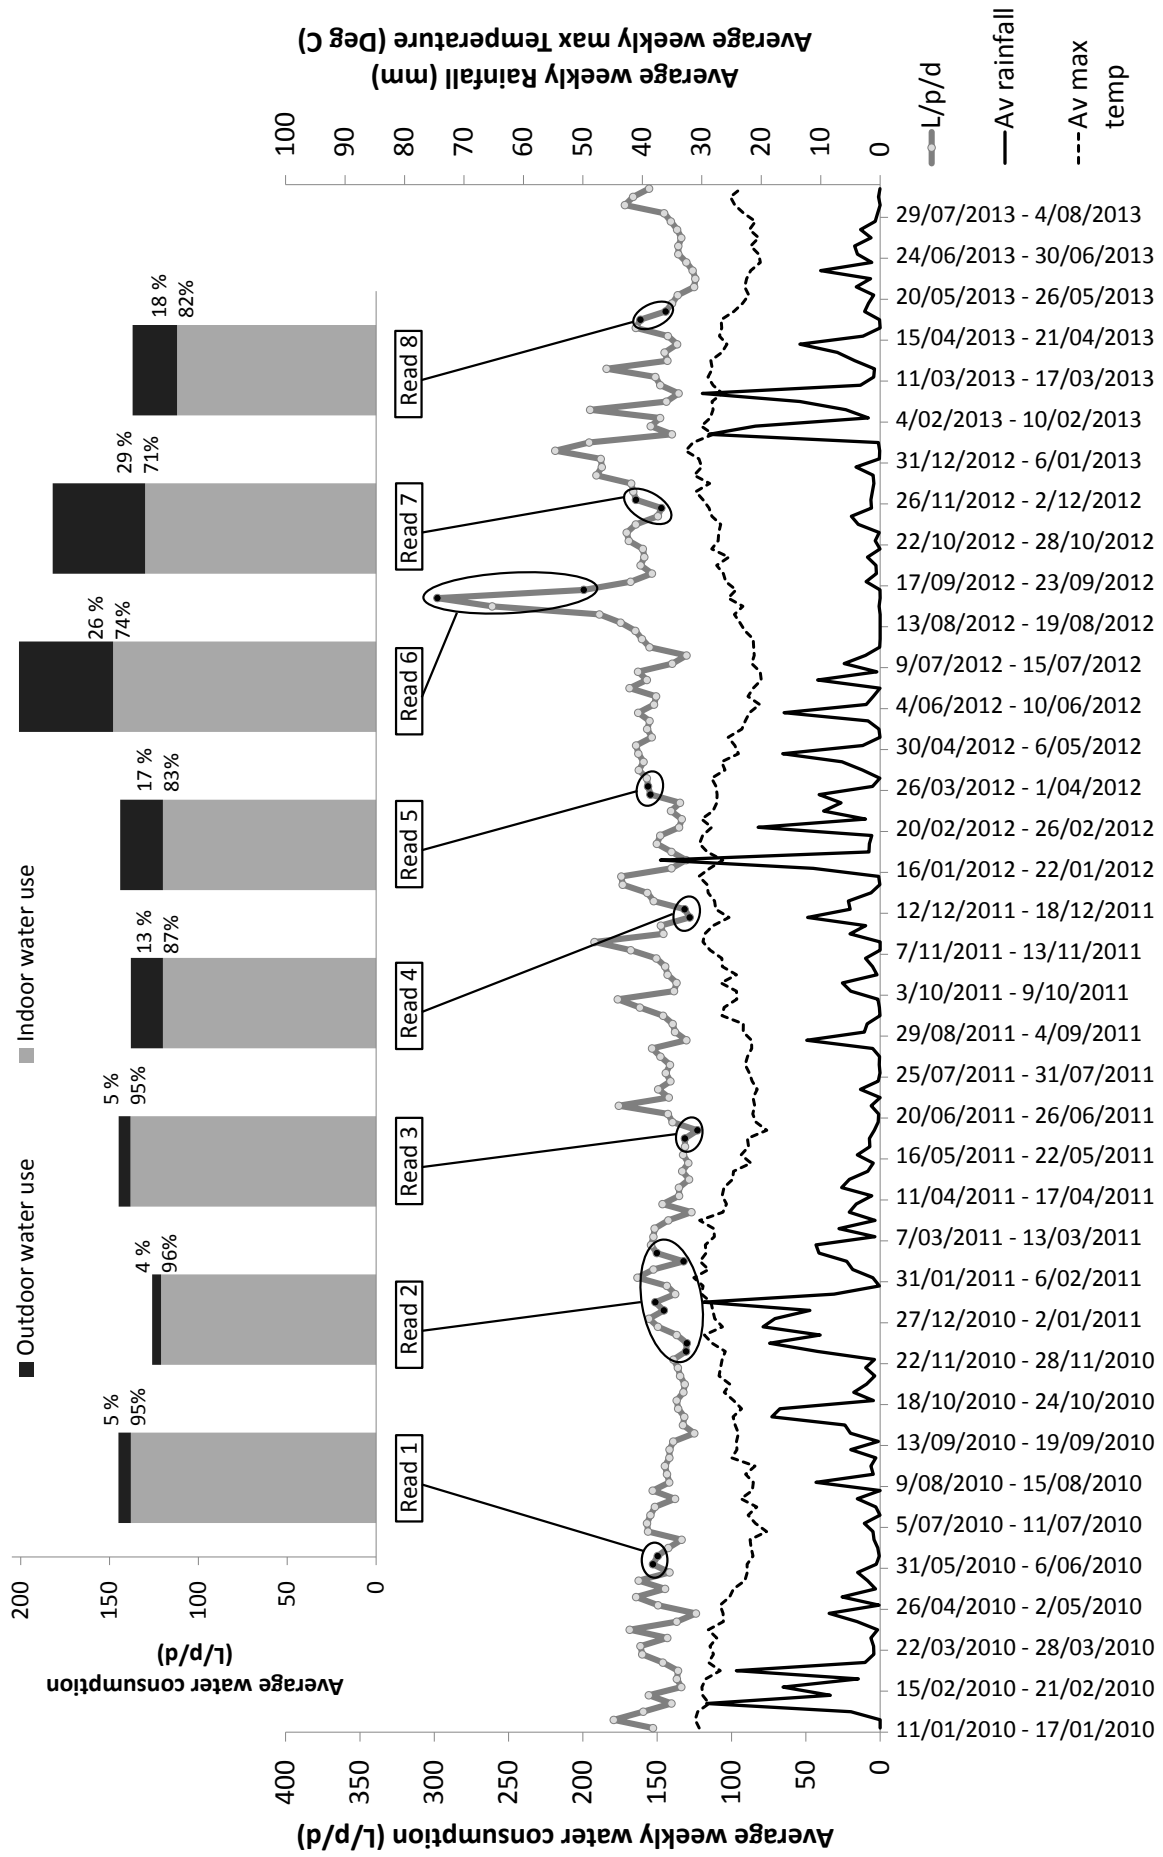 Outdoor water use
Indoor water use
Average water consumption
(L/p/d)
200
150
100
50
0
5 %
95%
4 %
96%
5 %
95%
13 %
87%
17 %
83%
26 %
74%
29 %
71%
18 %
82%
Read 1
Read 2
Read 3
Read 4
Read 5
Read 6
Read 7
Read 8
Average weekly water consumption (L/p/d)
400
350
300
250
200
150
100
50
0
100
90
80
70
60
50
40
30
20
10
0
Average weekly Rainfall (mm)
Average weekly max Temperature (Deg C)
11/01/2010 - 17/01/2010
15/02/2010 - 21/02/2010
22/03/2010 - 28/03/2010
26/04/2010 - 2/05/2010
31/05/2010 - 6/06/2010
5/07/2010 - 11/07/2010
9/08/2010 - 15/08/2010
13/09/2010 - 19/09/2010
18/10/2010 - 24/10/2010
22/11/2010 - 28/11/2010
27/12/2010 - 2/01/2011
31/01/2011 - 6/02/2011
7/03/2011 - 13/03/2011
11/04/2011 - 17/04/2011
16/05/2011 - 22/05/2011
20/06/2011 - 26/06/2011
25/07/2011 - 31/07/2011
29/08/2011 - 4/09/2011
3/10/2011 - 9/10/2011
7/11/2011 - 13/11/2011
12/12/2011 - 18/12/2011
16/01/2012 - 22/01/2012
20/02/2012 - 26/02/2012
26/03/2012 - 1/04/2012
30/04/2012 - 6/05/2012
4/06/2012 - 10/06/2012
9/07/2012 - 15/07/2012
13/08/2012 - 19/08/2012
17/09/2012 - 23/09/2012
22/10/2012 - 28/10/2012
26/11/2012 - 2/12/2012
31/12/2012 - 6/01/2013
4/02/2013 - 10/02/2013
11/03/2013 - 17/03/2013
15/04/2013 - 21/04/2013
20/05/2013 - 26/05/2013
24/06/2013 - 30/06/2013
29/07/2013 - 4/08/2013
L/p/d
Av rainfall
Av max
temp